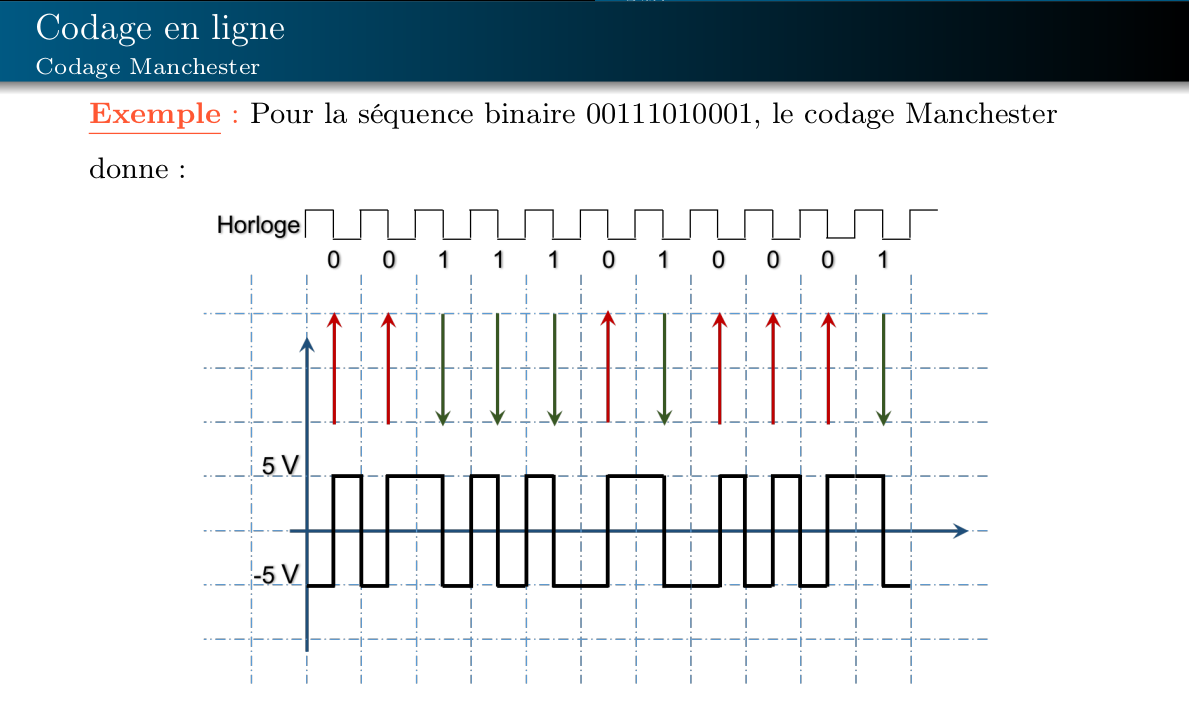 Codage en ligne
Codage Manchester
Exemple : Pour la séquence binaire 00111010001, le codage Manchester
donne :
Horloge
0 0 1 1 1 0 1 0 0 0 1
5 V
-5 V